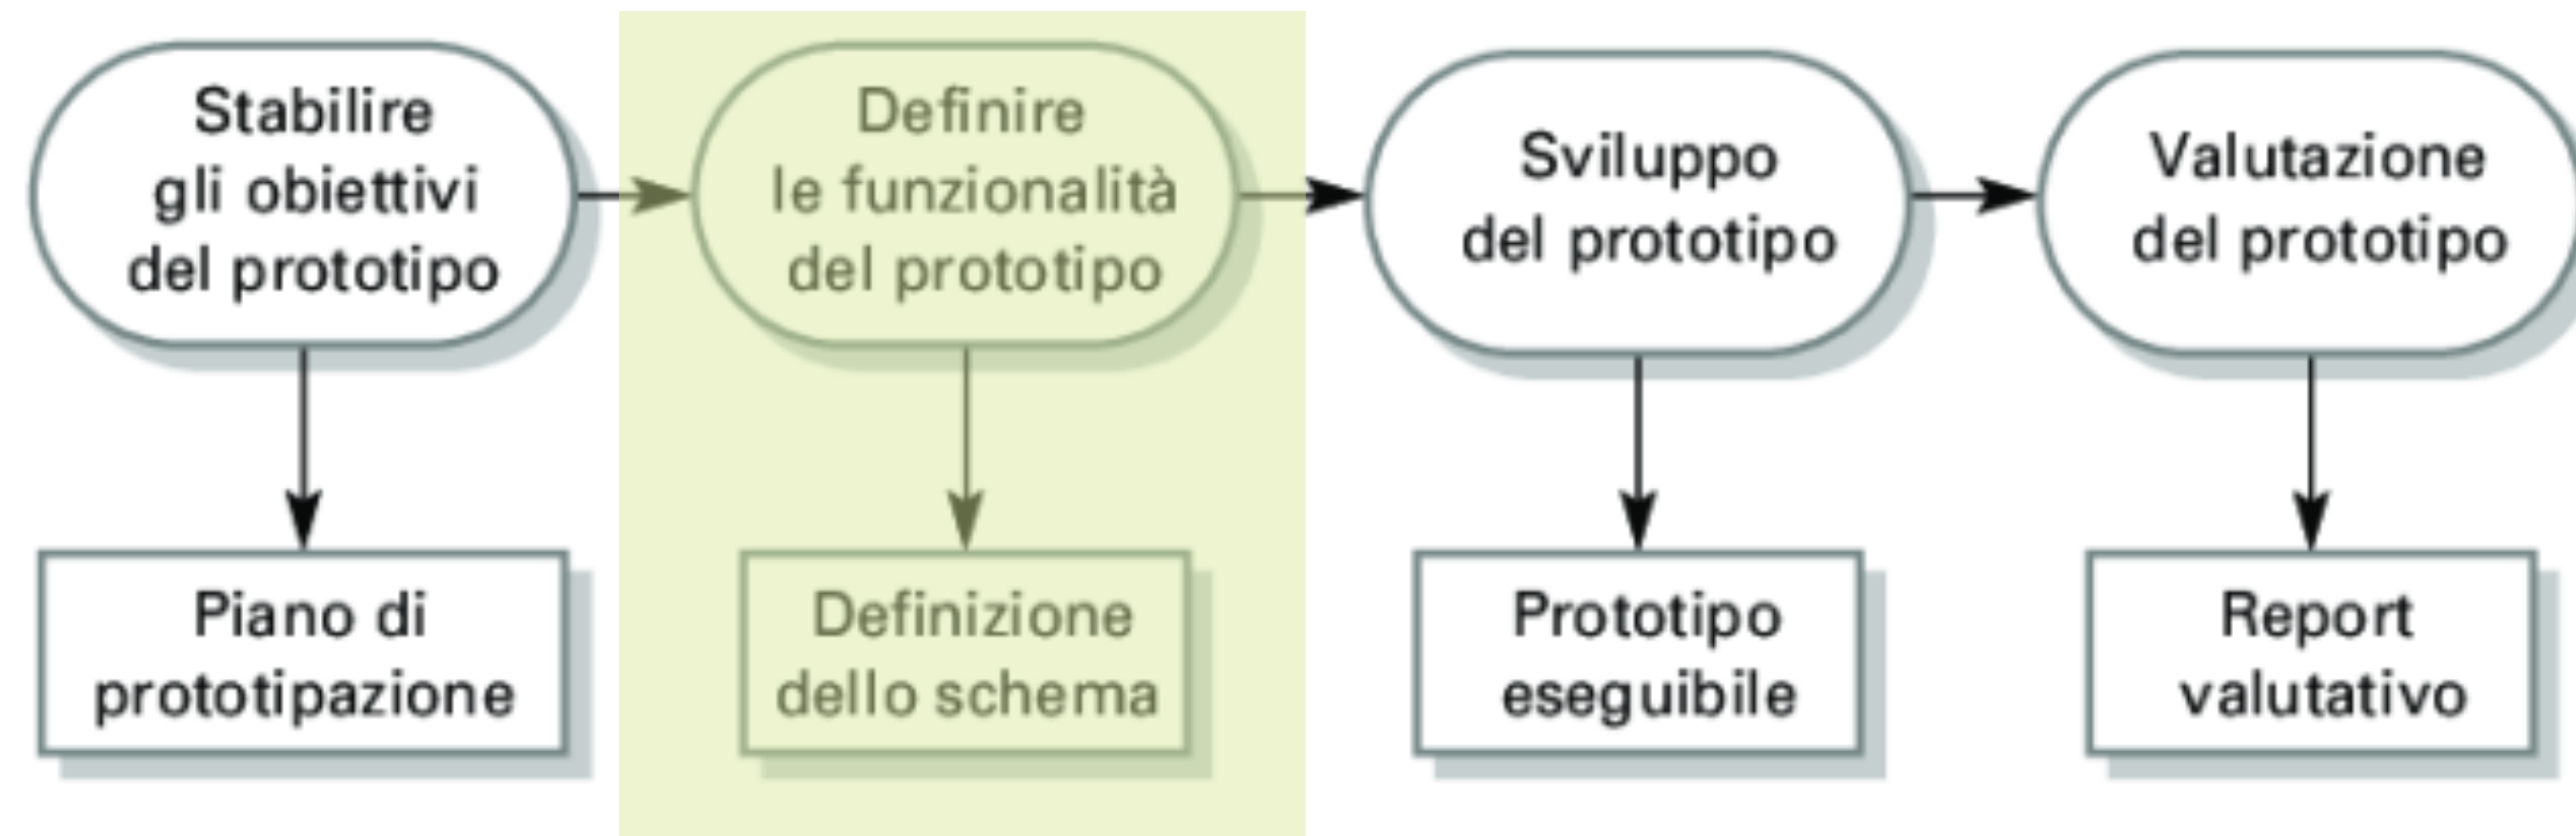 Stabilire
gli obiettivi
del prototipo
Definire
le funzionalità
del prototipo
Sviluppo
del prototipo
Valutazione
del prototipo
Piano di
prototipazione
Definizione
dello schema
Prototipo
eseguibile
Report
valutativo